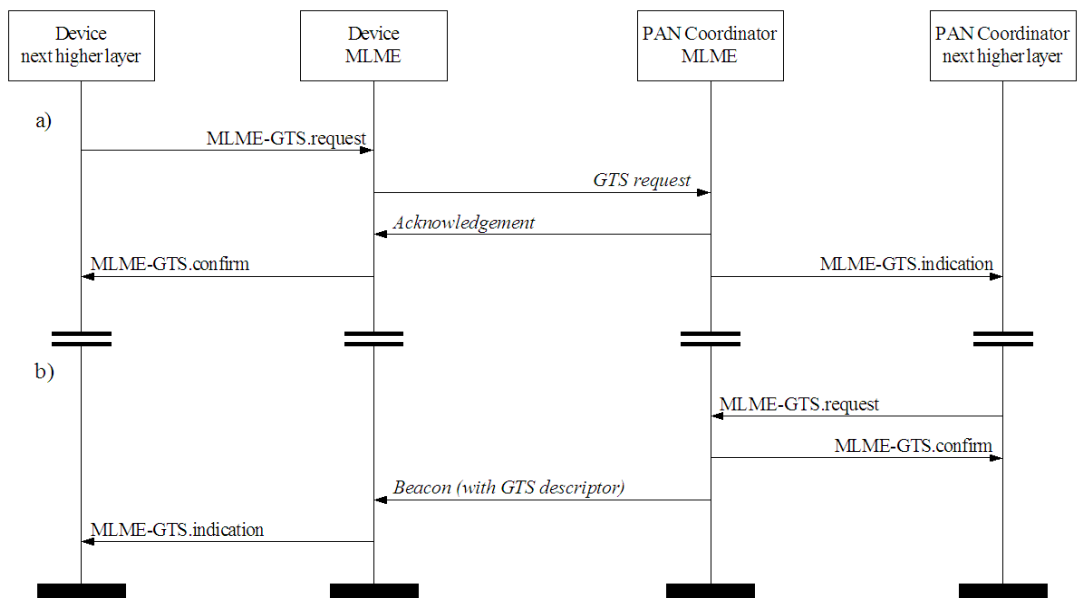 Device
next higher layer
Device
MLME
PAN Coordinator
MLME
PAN Coordinator
next higher layer
a)
MLME-GTS.request
GTS request
Acknowledgement
MLME-GTS.confirm
MLME-GTS.indication
b)
MLME-GTS.request
MLME-GTS.confirm
Beacon (with GTS descriptor)
MLME-GTS.indication